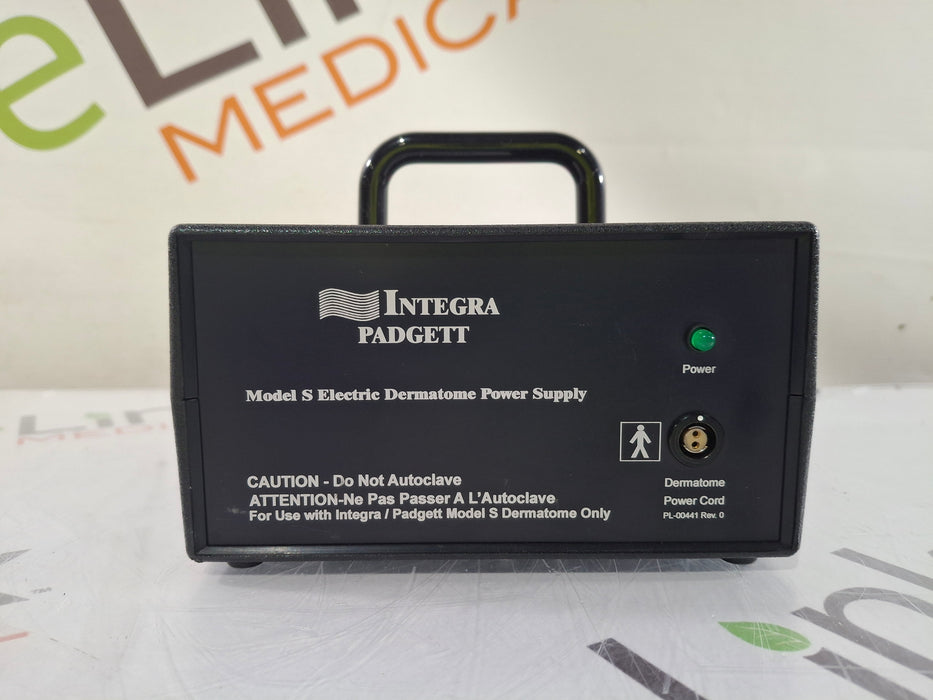 MEDICA
INTEGRA
PADGETT
Power
Model S Electric Dermatome Power Supply
CAUTION - Do Not Autoclave
ATTENTION-Ne Pas Passer A L'Autoclave
For Use with Integra / Padgett Model S Dermatome Only
Dermatome
Power Cord
PL-00441 Rev. 0